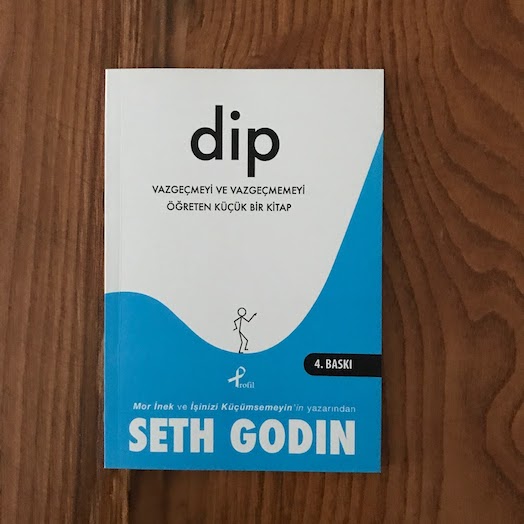 dip
VAZGEÇMEYİ VE VAZGEÇMEMEYİ
ÖĞRETEN KÜÇÜK BİR KİTAP
4. BASKI
Profil
Mor İnek ve İşinizi Küçümsemeyin'in yazarından
SETH GODIN